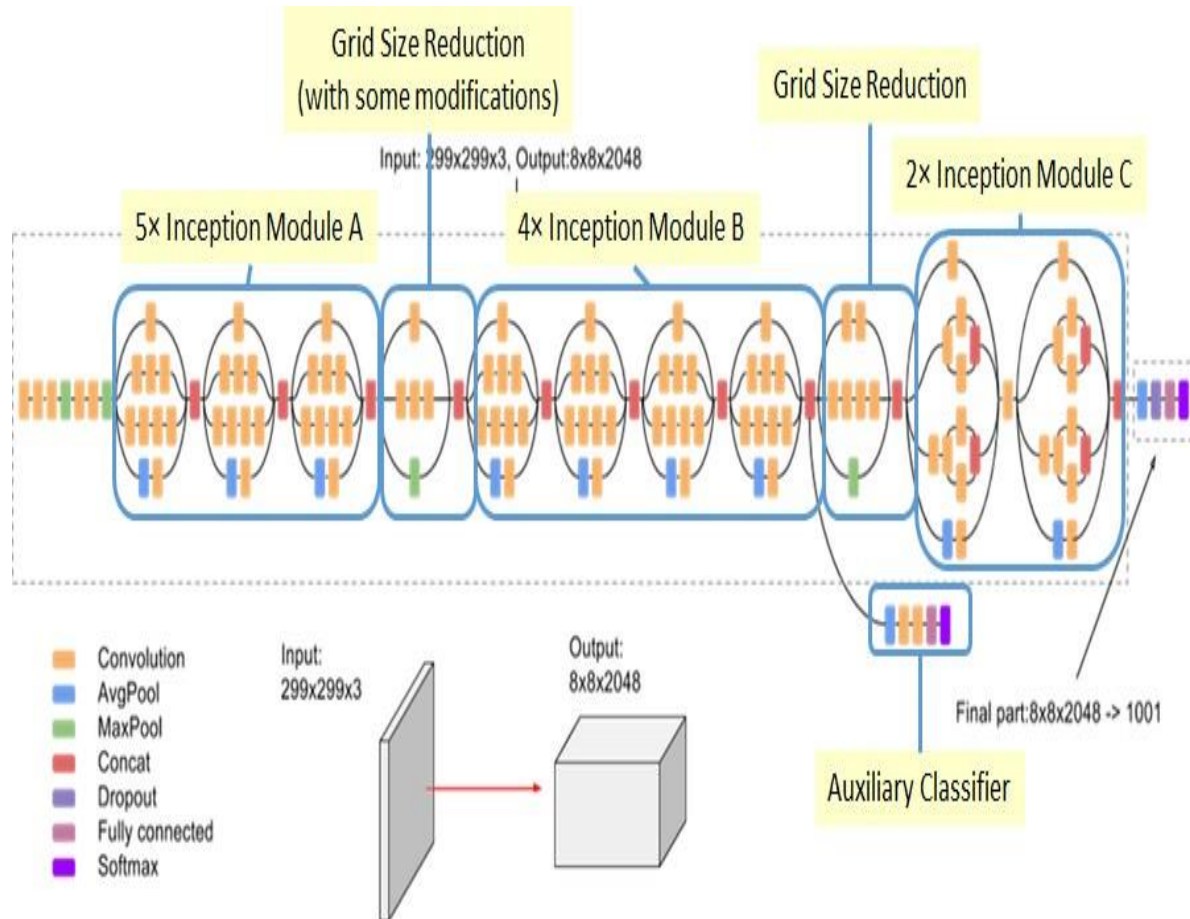 Grid Size Reduction
(with some modifications)
Grid Size Reduction
Input: 299x299x3, Output:8x8x2048
2× Inception Module C
5× Inception Module A
4× Inception Module B
Convolution
AvgPool
MaxPool
Concat
Dropout
Fully connected
Softmax
Input:
299x299x3
Output:
8x8x2048
Final part:8x8x2048 -> 1001
Auxiliary Classifier